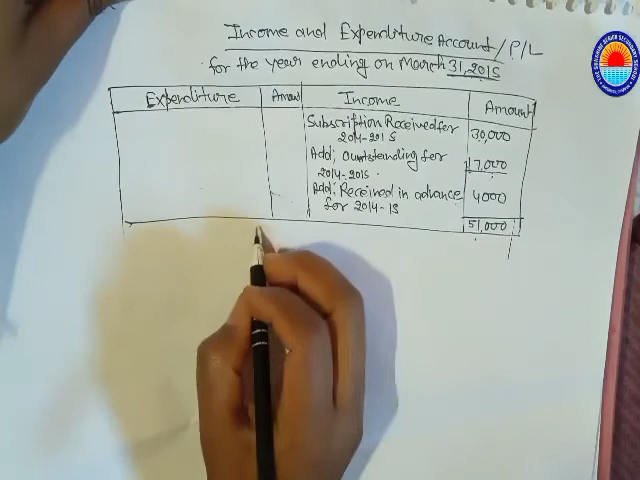 Income and Expenditure Account / P/L
for the year ending on March 31, 2015
Expenditure Amount Income Amount
Subscription Received for 30,000
2014-2015
Add; Outstanding for 17,000
2014-2015.
Add: Received in advance 4000
for 2014-15
51,000